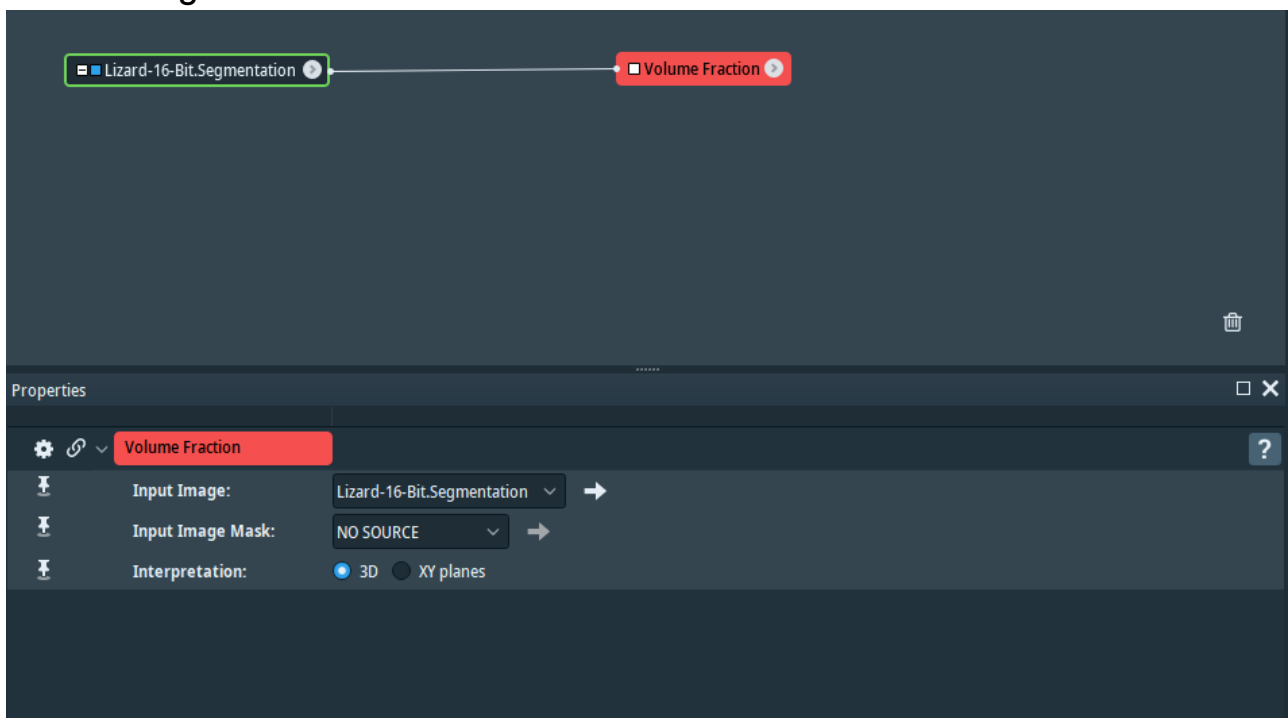 Lizard-16-Bit.Segmentation
Volume Fraction
Properties
Volume Fraction
?
Input Image: Lizard-16-Bit.Segmentation
Input Image Mask: NO SOURCE
Interpretation: 3D XY planes